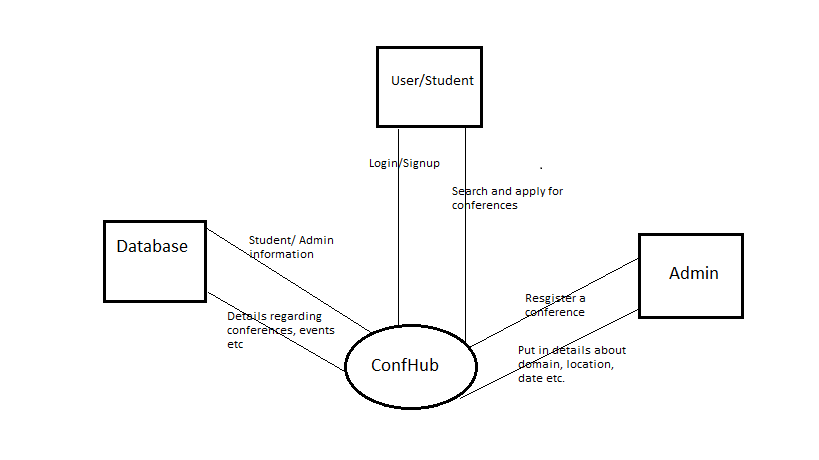 User/Student
Login/Signup
Search and apply for
conferences
Database
Student/ Admin
information
Admin
Details regarding
conferences, events
etc
Resgister a
conference
ConfHub
Put in details about
domain, location,
date etc.